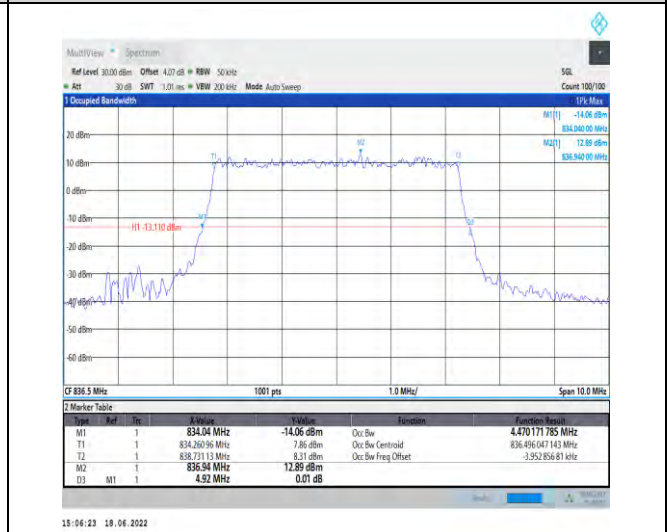 MultiView Spectrum
Ref Level 30.00 dBm Offset 4.07 dB RBW 50 kHz SGL
Att 30 dB SWT 1.01 ms VBW 200 kHz Mode Auto Sweep Count 100/100
1 Occupied Bandwidth 1Pk Max
M1[1] -14.06 dBm
834.040 00 MHz
20 dBm M2 M2[1] 12.89 dBm
836.940 00 MHz
T1 T2
10 dBm
0 dBm
-10 dBm M1 D3
H1 -13.110 dBm
-20 dBm
-30 dBm
-40 dBm
-50 dBm
-60 dBm
CF 836.5 MHz 1001 pts 1.0 MHz/ Span 10.0 MHz
2 Marker Table
Type Ref Trc X-Value Y-Value Function Function Result
M1 1 834.04 MHz -14.06 dBm Occ Bw 4.470 171 785 MHz
T1 1 834.260 96 MHz 7.86 dBm Occ Bw Centroid 836.496 047 143 MHz
T2 1 838.731 13 MHz 8.31 dBm Occ Bw Freq Offset -3.952 856 81 kHz
M2 1 836.94 MHz 12.89 dBm
D3 M1 1 4.92 MHz 0.01 dB
15:06:23 18.06.2022